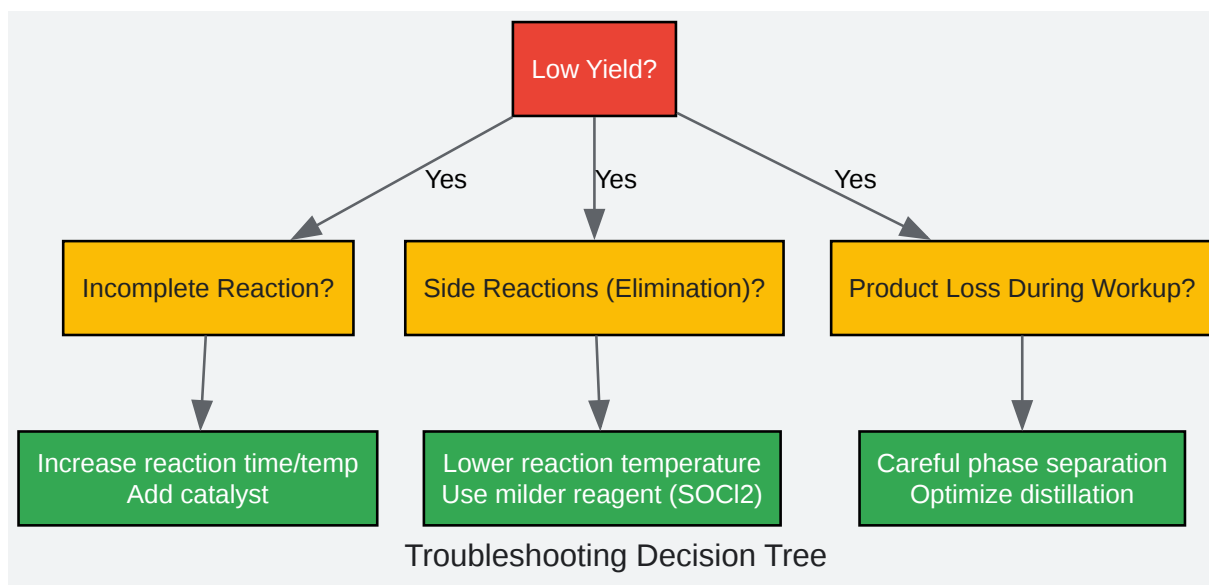 Low Yield?
Yes
Yes
Yes
Incomplete Reaction?
Side Reactions (Elimination)?
Product Loss During Workup?
Increase reaction time/temp
Add catalyst
Lower reaction temperature
Use milder reagent (SOCl2)
Careful phase separation
Optimize distillation
Troubleshooting Decision Tree